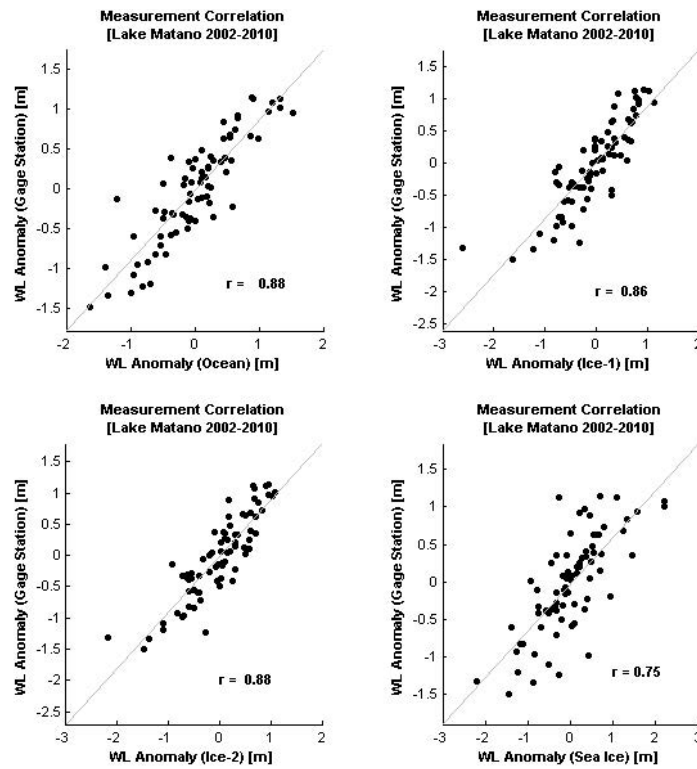 Measurement Correlation
[Lake Matano 2002-2010]
WL Anomaly (Gage Station) [m]
1.5
1
0.5
0
-0.5
-1
-1.5
r = 0.88
-2
-1
0
1
2
WL Anomaly (Ocean) [m]
Measurement Correlation
[Lake Matano 2002-2010]
WL Anomaly (Gage Station) [m]
1.5
1
0.5
0
-0.5
-1
-1.5
-2
-2.5
r = 0.86
-3
-2
-1
0
1
2
WL Anomaly (Ice-1) [m]
Measurement Correlation
[Lake Matano 2002-2010]
WL Anomaly (Gage Station) [m]
1.5
1
0.5
0
-0.5
-1
-1.5
-2
-2.5
r = 0.88
-3
-2
-1
0
1
2
WL Anomaly (Ice-2) [m]
Measurement Correlation
[Lake Matano 2002-2010]
WL Anomaly (Gage Station) [m]
1.5
1
0.5
0
-0.5
-1
-1.5
r = 0.75
-3
-2
-1
0
1
2
3
WL Anomaly (Sea Ice) [m]